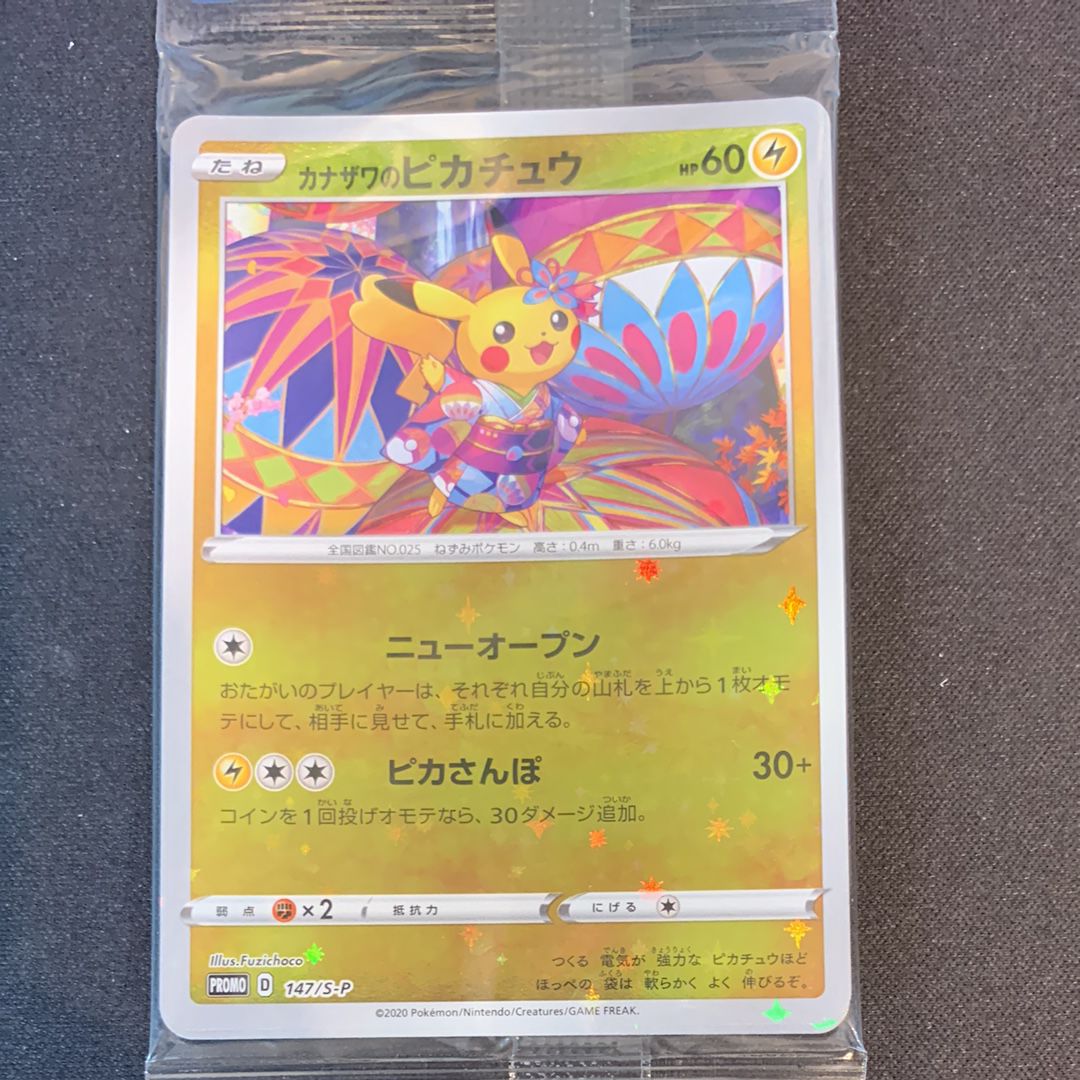 たね カナザワのピカチュウ HP60
全国図鑑NO.025 ねずみポケモン 高さ:0.4m 重さ:6.0kg
ニューオープン
おたがいのプレイヤーは、それぞれ自分の山札を上から1枚オモ
テにして、相手に見せて、手札に加える。
ピカさんぽ 30+
コインを1回投げオモテなら、30ダメージ追加。
弱点 ×2 抵抗力 にげる
Illus.Fuzichoco
つくる 電気が 強力な ピカチュウほど
ほっぺの 袋は 軟らかく よく 伸びるぞ。
PROMO D 147/S-P
©2020 Pokémon/Nintendo/Creatures/GAME FREAK.